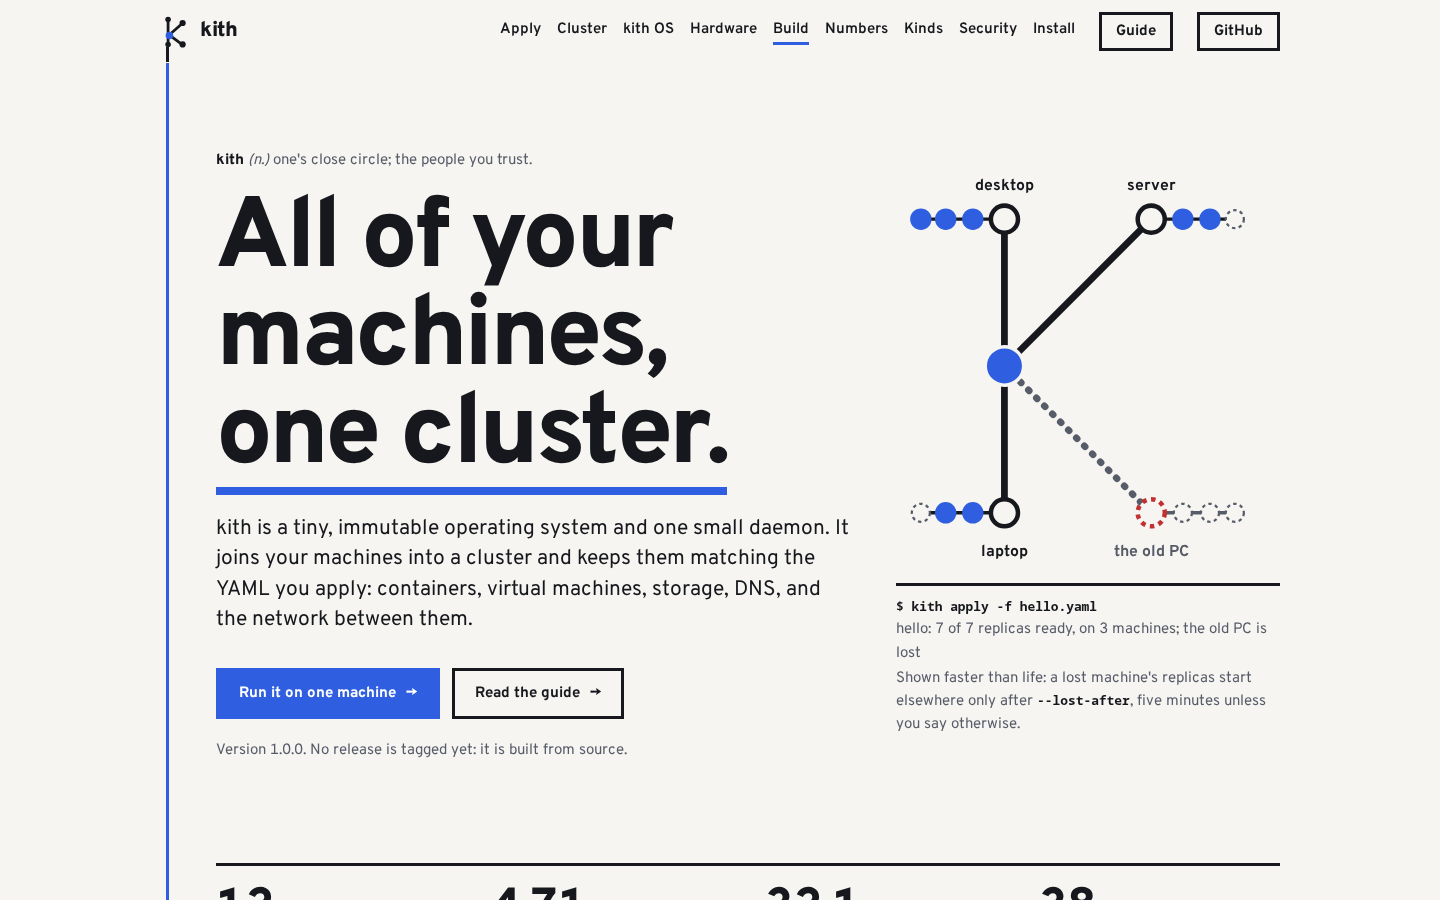 kith
Apply Cluster kith OS Hardware Build Numbers Kinds Security Install Guide GitHub
kith (n.) one's close circle; the people you trust.
All of your
machines,
one cluster.
kith is a tiny, immutable operating system and one small daemon. It
joins your machines into a cluster and keeps them matching the
YAML you apply: containers, virtual machines, storage, DNS, and
the network between them.
Run it on one machine →
Read the guide →
Version 1.0.0. No release is tagged yet: it is built from source.
desktop
server
laptop
the old PC
$ kith apply -f hello.yaml
hello: 7 of 7 replicas ready, on 3 machines; the old PC is
lost
Shown faster than life: a lost machine's replicas start
elsewhere only after --lost-after, five minutes unless
you say otherwise.